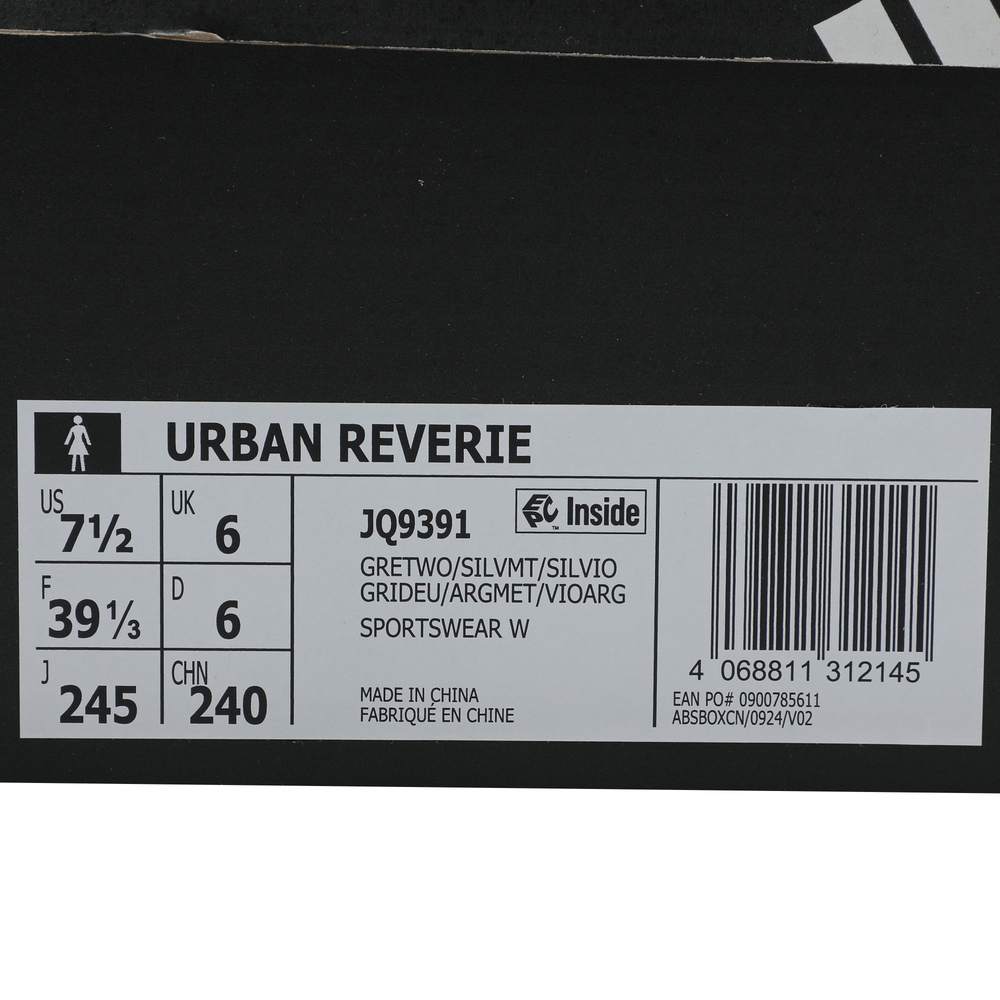 URBAN REVERIE
US 7½
UK 6
F 39⅓
D 6
J 245
CHN 240
JQ9391
EPC™ Inside
GRETWO/SILVMT/SILVIO
GRIDEU/ARGMET/VIOARG
SPORTSWEAR W
MADE IN CHINA
FABRIQUÉ EN CHINE
4 068811 312145
EAN PO# 0900785611
ABSBOXCN/0924/V02